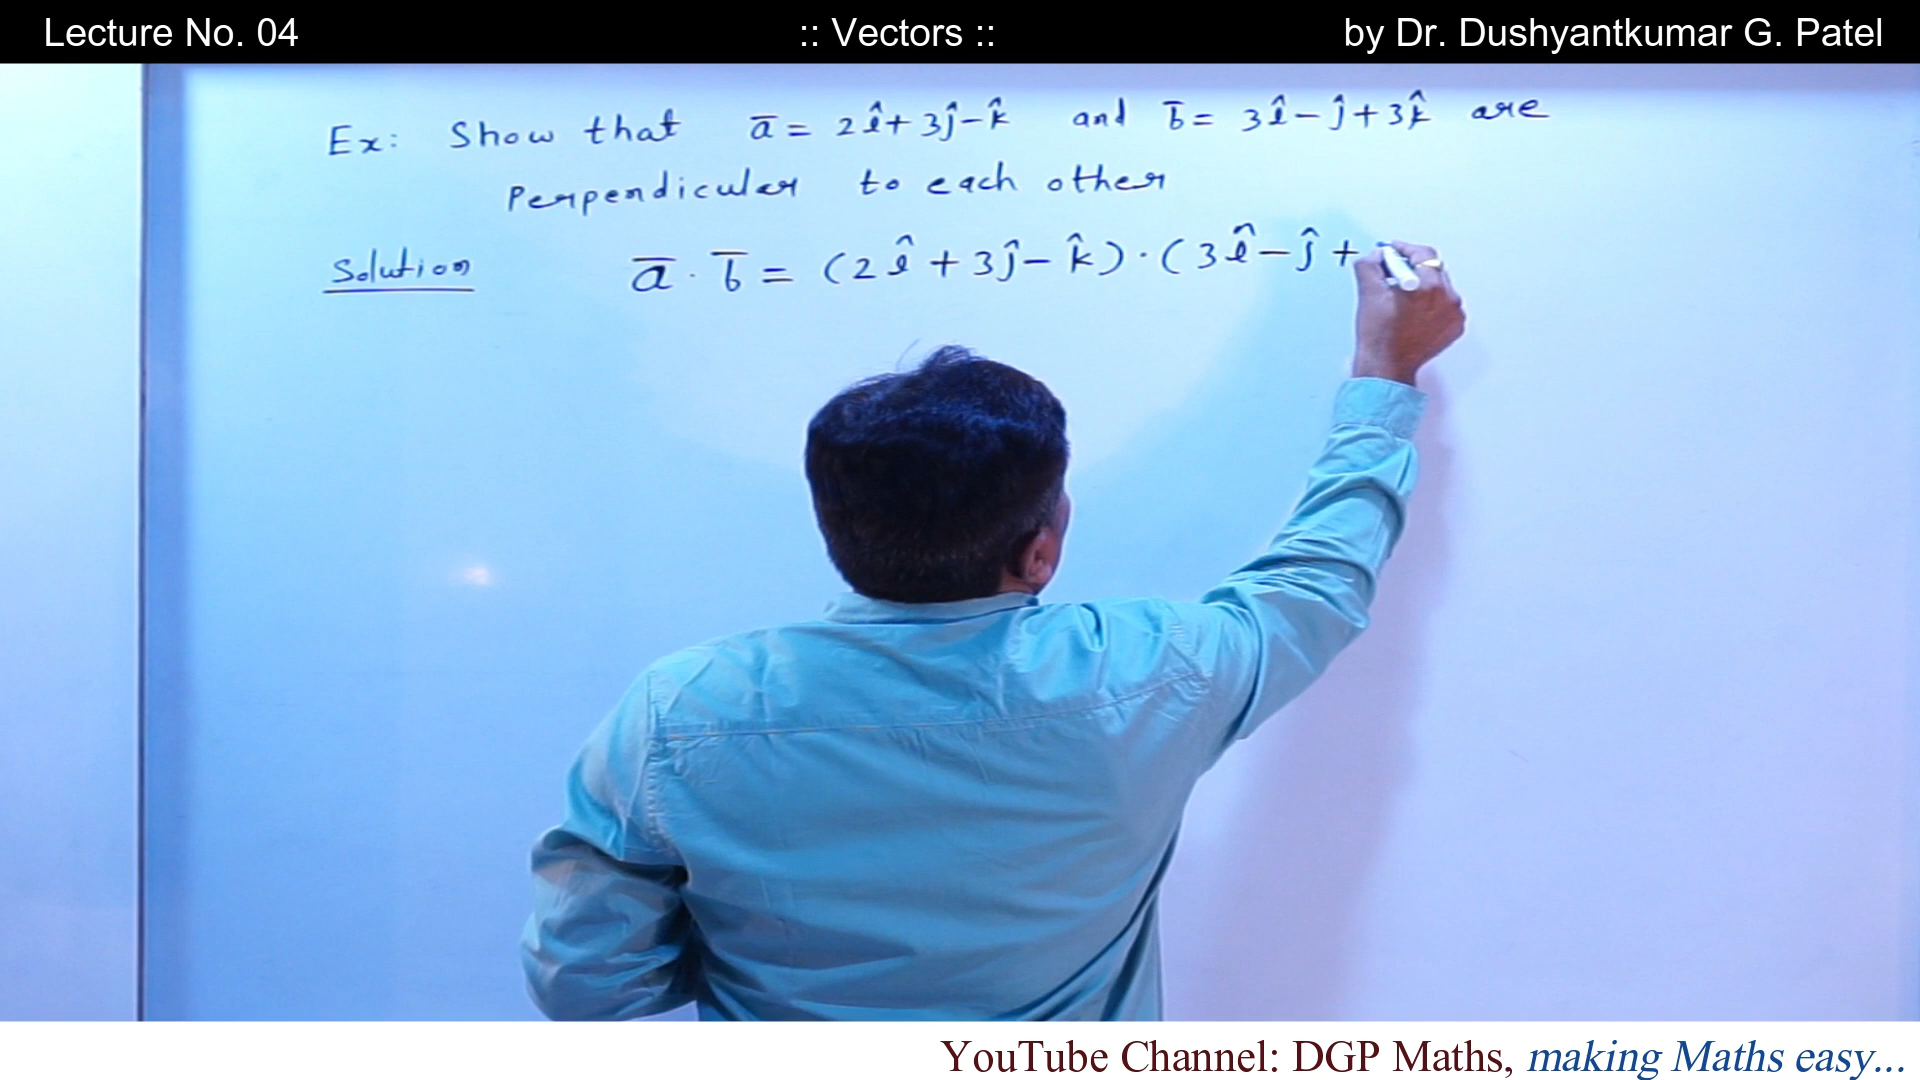 Lecture No. 04 :: Vectors :: by Dr. Dushyantkumar G. Patel
Ex: Show that a̅ = 2î + 3ĵ - k̂ and b̅ = 3î - ĵ + 3k̂ are
Perpendicular to each other
Solution a̅ · b̅ = (2î + 3ĵ - k̂) · (3î - ĵ +
YouTube Channel: DGP Maths, making Maths easy...